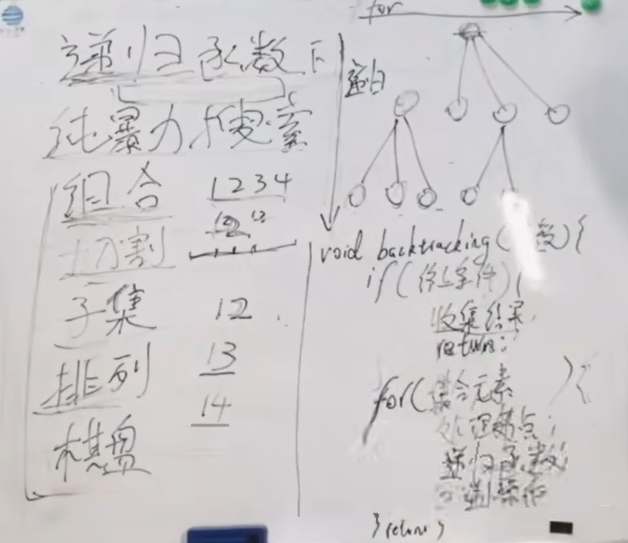 递归函数下
纯暴力搜索
组合 1234
切割 12 13
子集 12
排列 13
14
棋盘
for
递归
void backtracking(参数){
if(终止条件){
收集结果
return;
for(集合元素){
处理节点;
递归函数;
回溯操作
}return;